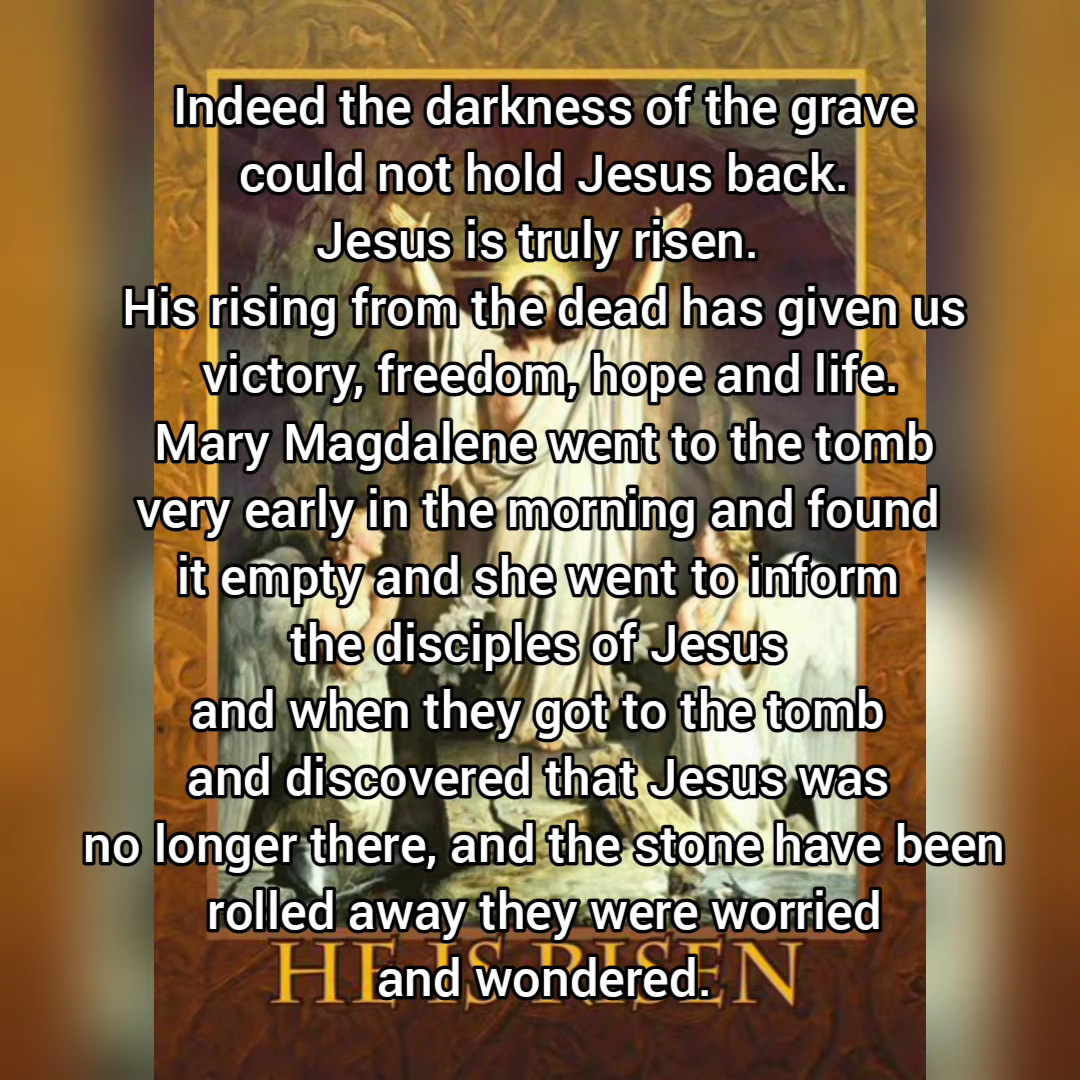 Indeed the darkness of the grave
could not hold Jesus back.
Jesus is truly risen.
His rising from the dead has given us
victory, freedom, hope and life.
Mary Magdalene went to the tomb
very early in the morning and found
it empty and she went to inform
the disciples of Jesus
and when they got to the tomb
and discovered that Jesus was
no longer there, and the stone have been
rolled away they were worried
and wondered.
HE IS RISEN